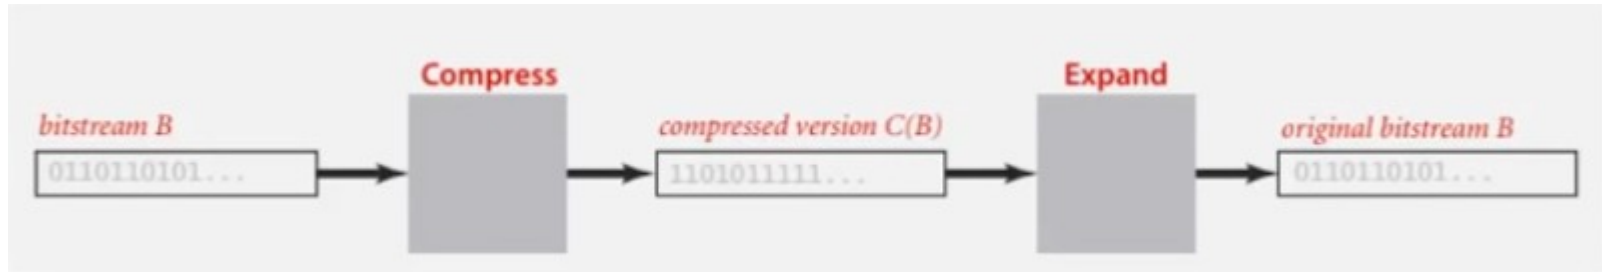 Compress
Expand
bitstream B
compressed version C(B)
original bitstream B
0110110101...
1101011111...
0110110101...